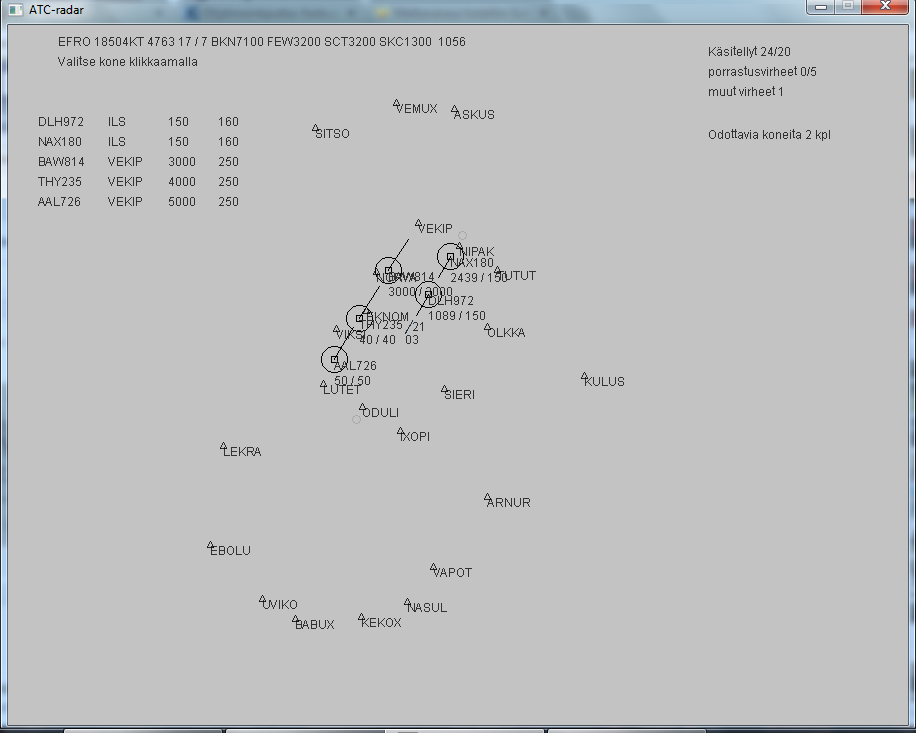 ATC-radar
EFRO 18504KT 4763 17 / 7 BKN7100 FEW3200 SCT3200 SKC1300 1056
Valitse kone klikkaamalla
Käsitellyt 24/20
porrastusvirheet 0/5
muut virheet 1
Odottavia koneita 2 kpl
DLH972 ILS 150 160
NAX180 ILS 150 160
BAW814 VEKIP 3000 250
THY235 VEKIP 4000 250
AAL726 VEKIP 5000 250
VEMUX
ASKUS
SITSO
VEKIP
NIPAK
NAX180
2439 / 150
TUTUT
BAW814
3000 / 3000
DLH972
1089 / 150
THY235
40 / 40
21
03
VIKSI
OLKKA
AAL726
50 / 50
LUTET
KULUS
SIERI
ODULI
IXOPI
LEKRA
ARNUR
EBOLU
VAPOT
UVIKO
NASUL
BABUX
KEKOX